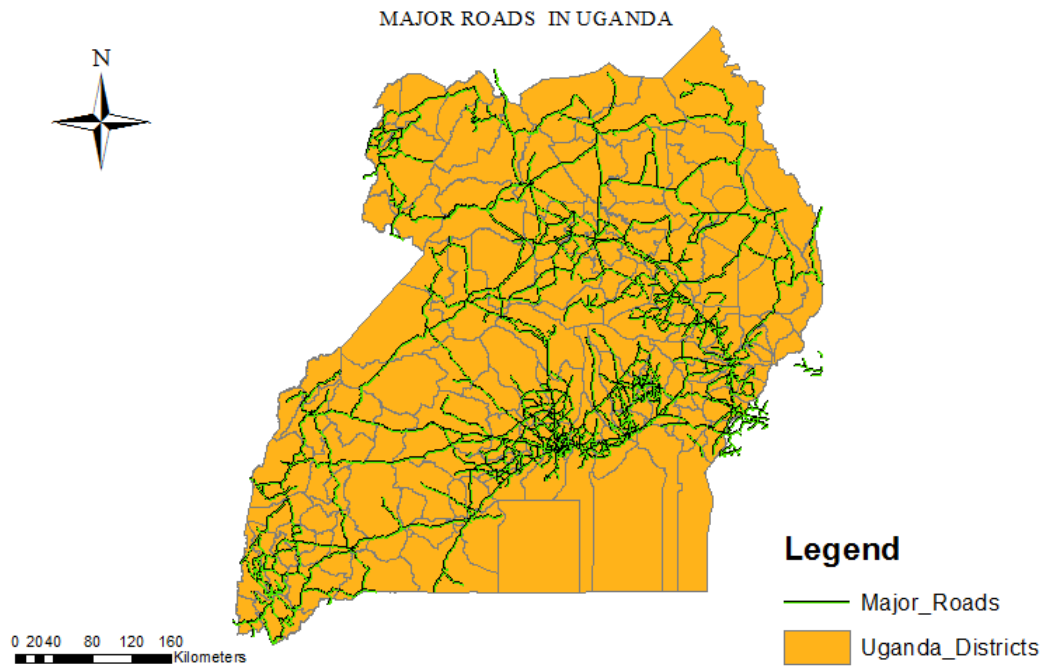 MAJOR ROADS IN UGANDA
N
Legend
Major_Roads
Uganda_Districts
0 20 40 80 120 160
Kilometers